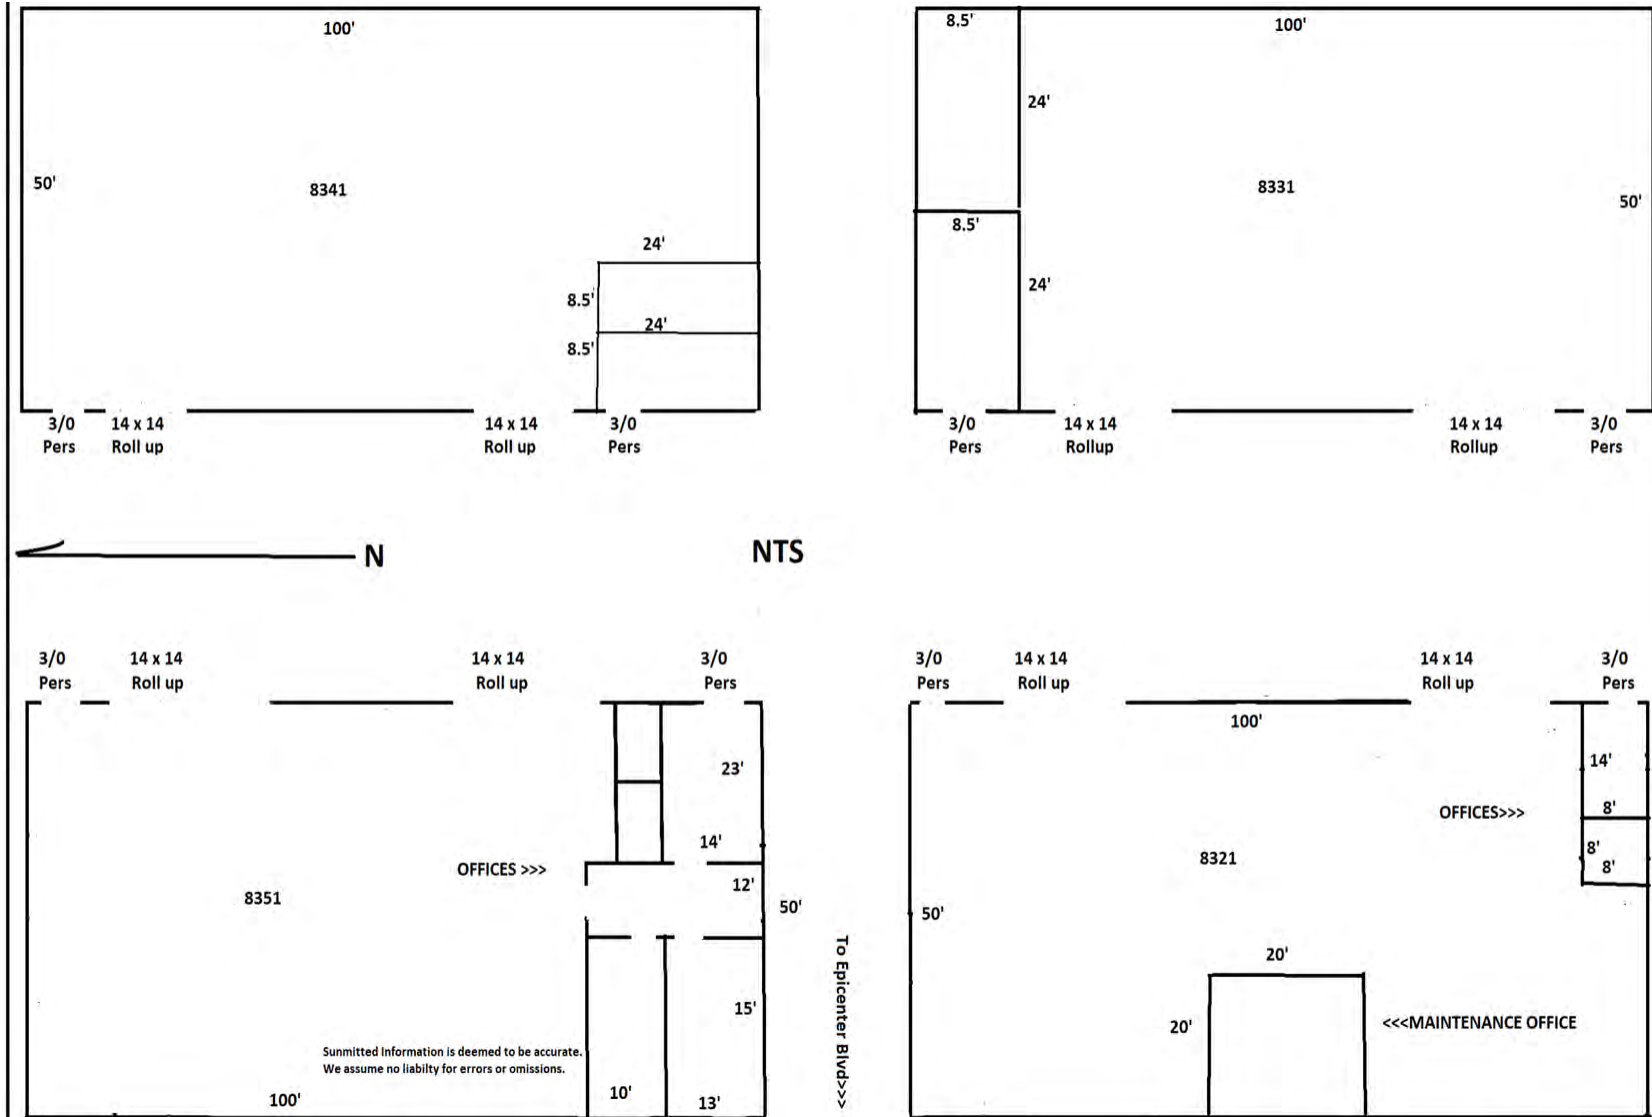 100'
50'
8341
24'
8.5'
24'
8.5'
3/0
Pers
14 x 14
Roll up
14 x 14
Roll up
3/0
Pers
8.5'
100'
24'
8331
50'
8.5'
24'
3/0
Pers
14 x 14
Rollup
14 x 14
Rollup
3/0
Pers
N
NTS
3/0
Pers
14 x 14
Roll up
14 x 14
Roll up
3/0
Pers
23'
14'
OFFICES >>>
12'
8351
50'
15'
Sunmitted Information is deemed to be accurate.
We assume no liabilty for errors or omissions.
100'
10'
13'
To Epicenter Blvd>>>
3/0
Pers
14 x 14
Roll up
14 x 14
Roll up
3/0
Pers
100'
14'
OFFICES>>>
8'
8'
8'
8321
50'
20'
20'
<<<MAINTENANCE OFFICE